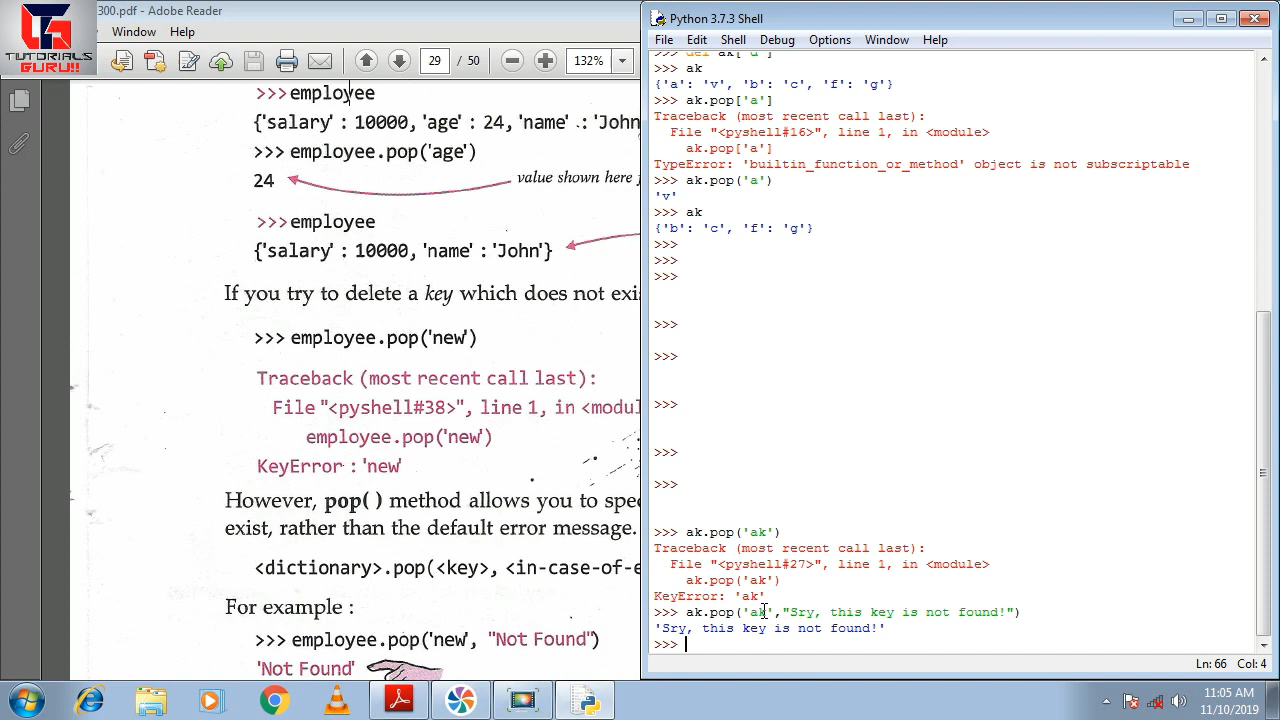 TUTORIALS
GURU!!
300.pdf - Adobe Reader
Window Help
29 / 50 132%
>>> employee
{'salary' : 10000, 'age' : 24, 'name' : 'John
>>> employee.pop('age')
24
value shown here
>>> employee
{'salary' : 10000, 'name' : 'John'}
If you try to delete a key which does not exi
>>> employee.pop('new')
Traceback (most recent call last):
File "<pyshell#38>", line 1, in <modu
employee.pop('new')
KeyError : 'new'
However, pop( ) method allows you to spe
exist, rather than the default error message.
<dictionary>.pop(<key>, <in-case-of-e
For example :
>>> employee.pop('new', "Not Found")
'Not Found'
Python 3.7.3 Shell
File Edit Shell Debug Options Window Help
>>> ak
{'a': 'v', 'b': 'c', 'f': 'g'}
>>> ak.pop['a']
Traceback (most recent call last):
File "<pyshell#16>", line 1, in <module>
ak.pop['a']
TypeError: 'builtin_function_or_method' object is not subscriptable
>>> ak.pop('a')
'v'
>>> ak
{'b': 'c', 'f': 'g'}
>>>
>>>
>>>
>>>
>>>
>>>
>>>
>>>
>>> ak.pop('ak')
Traceback (most recent call last):
File "<pyshell#27>", line 1, in <module>
ak.pop('ak')
KeyError: 'ak'
>>> ak.pop('ak',"Sry, this key is not found!")
'Sry, this key is not found!'
>>>
Ln: 66 Col: 4
11:05 AM
11/10/2019